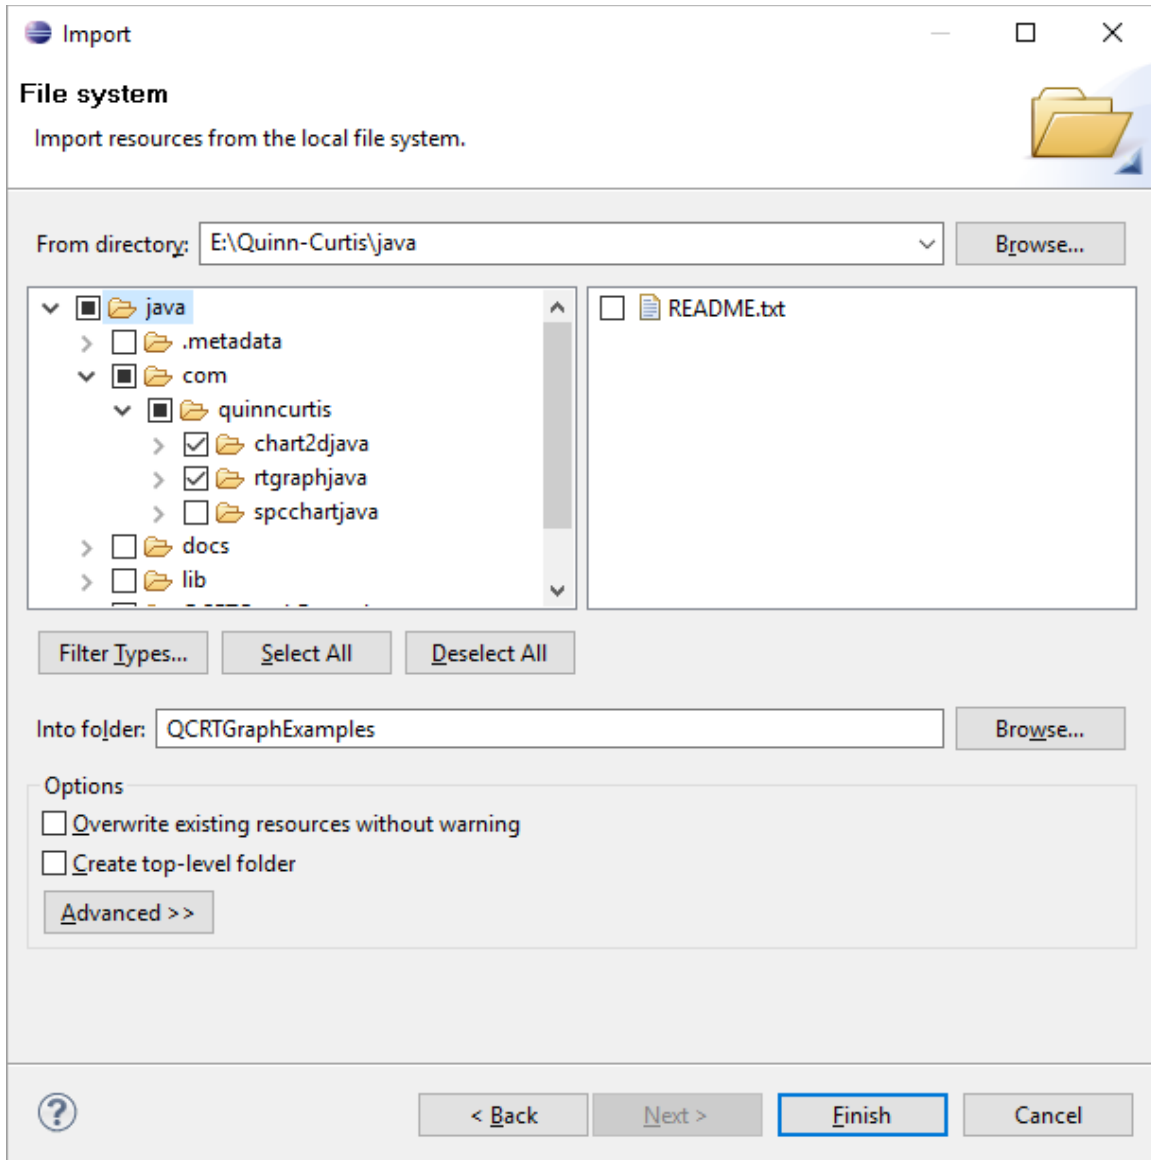 Import
File system
Import resources from the local file system.
From directory: E:\Quinn-Curtis\java Browse...
java README.txt
.metadata
com
quinncurtis
chart2djava
rtgraphjava
spcchartjava
docs
lib
Filter Types... Select All Deselect All
Into folder: QCRTGraphExamples Browse...
Options
Overwrite existing resources without warning
Create top-level folder
Advanced >>
? < Back Next > Finish Cancel